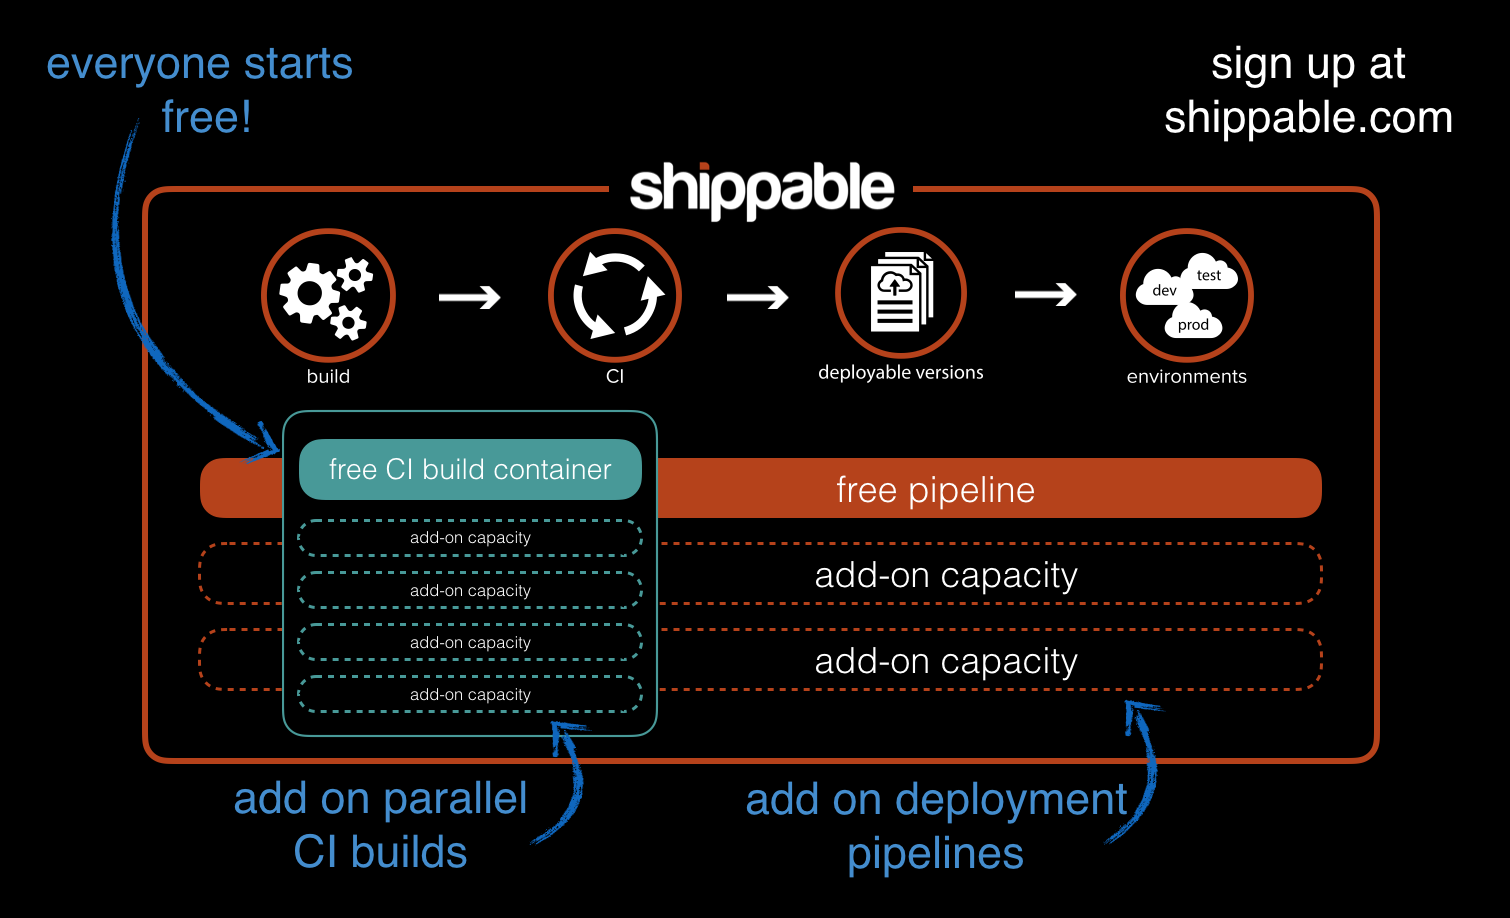 everyone starts
free!
sign up at
shippable.com
shippable
build
CI
deployable versions
dev
test
prod
environments
free CI build container
free pipeline
add-on capacity
add-on capacity
add-on capacity
add-on capacity
add-on capacity
add-on capacity
add on parallel
CI builds
add on deployment
pipelines